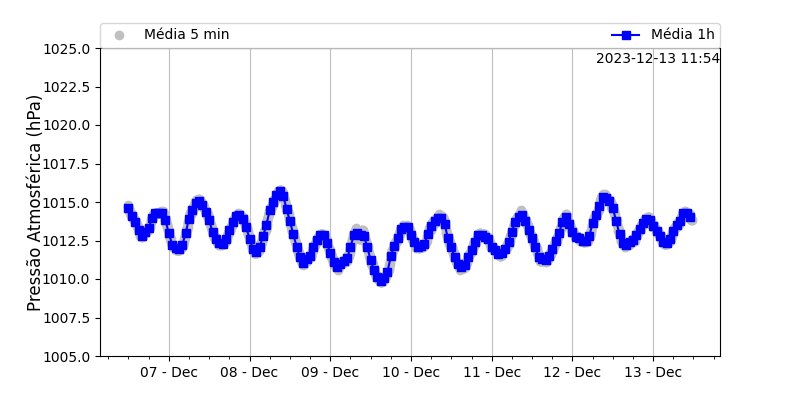 Média 5 min
Média 1h
2023-12-13 11:54
Pressão Atmosférica (hPa)
1025.0
1022.5
1020.0
1017.5
1015.0
1012.5
1010.0
1007.5
1005.0
07 - Dec
08 - Dec
09 - Dec
10 - Dec
11 - Dec
12 - Dec
13 - Dec